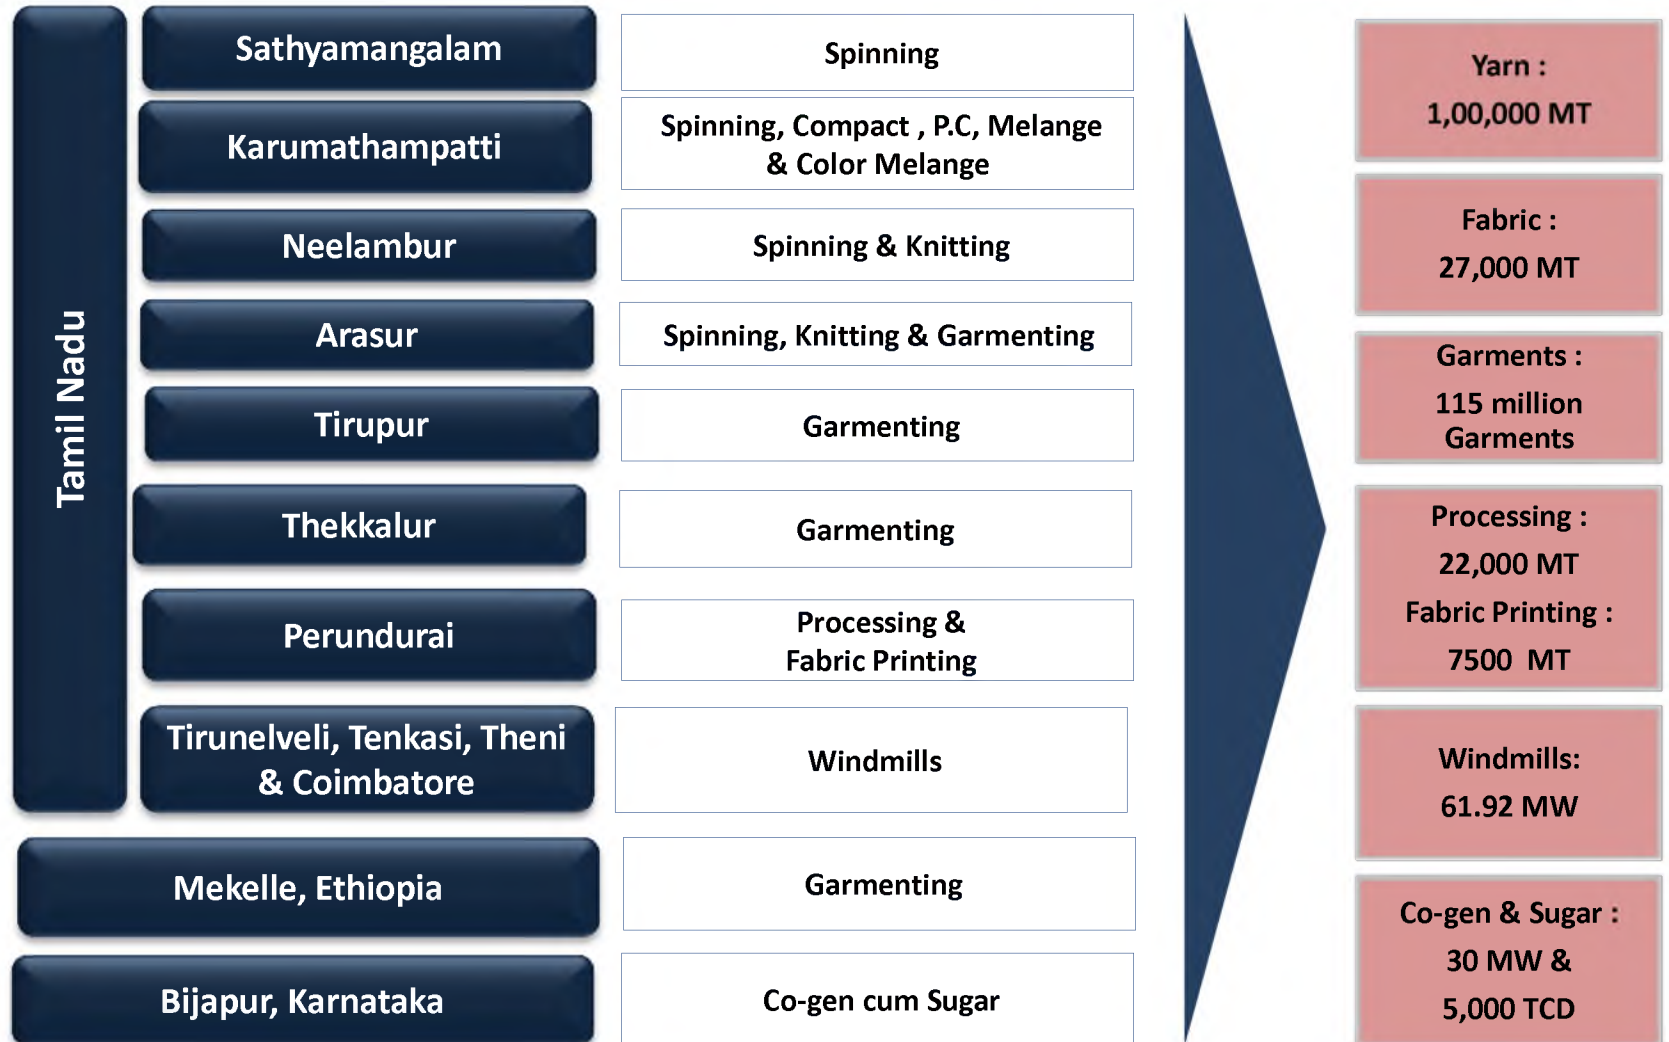 Tamil Nadu
Sathyamangalam
Spinning
Karumathampatti
Spinning, Compact , P.C, Melange
& Color Melange
Neelambur
Spinning & Knitting
Arasur
Spinning, Knitting & Garmenting
Tirupur
Garmenting
Thekkalur
Garmenting
Perundurai
Processing &
Fabric Printing
Tirunelveli, Tenkasi, Theni
& Coimbatore
Windmills
Mekelle, Ethiopia
Garmenting
Bijapur, Karnataka
Co-gen cum Sugar
Yarn :
1,00,000 MT
Fabric :
27,000 MT
Garments :
115 million
Garments
Processing :
22,000 MT
Fabric Printing :
7500 MT
Windmills:
61.92 MW
Co-gen & Sugar :
30 MW &
5,000 TCD